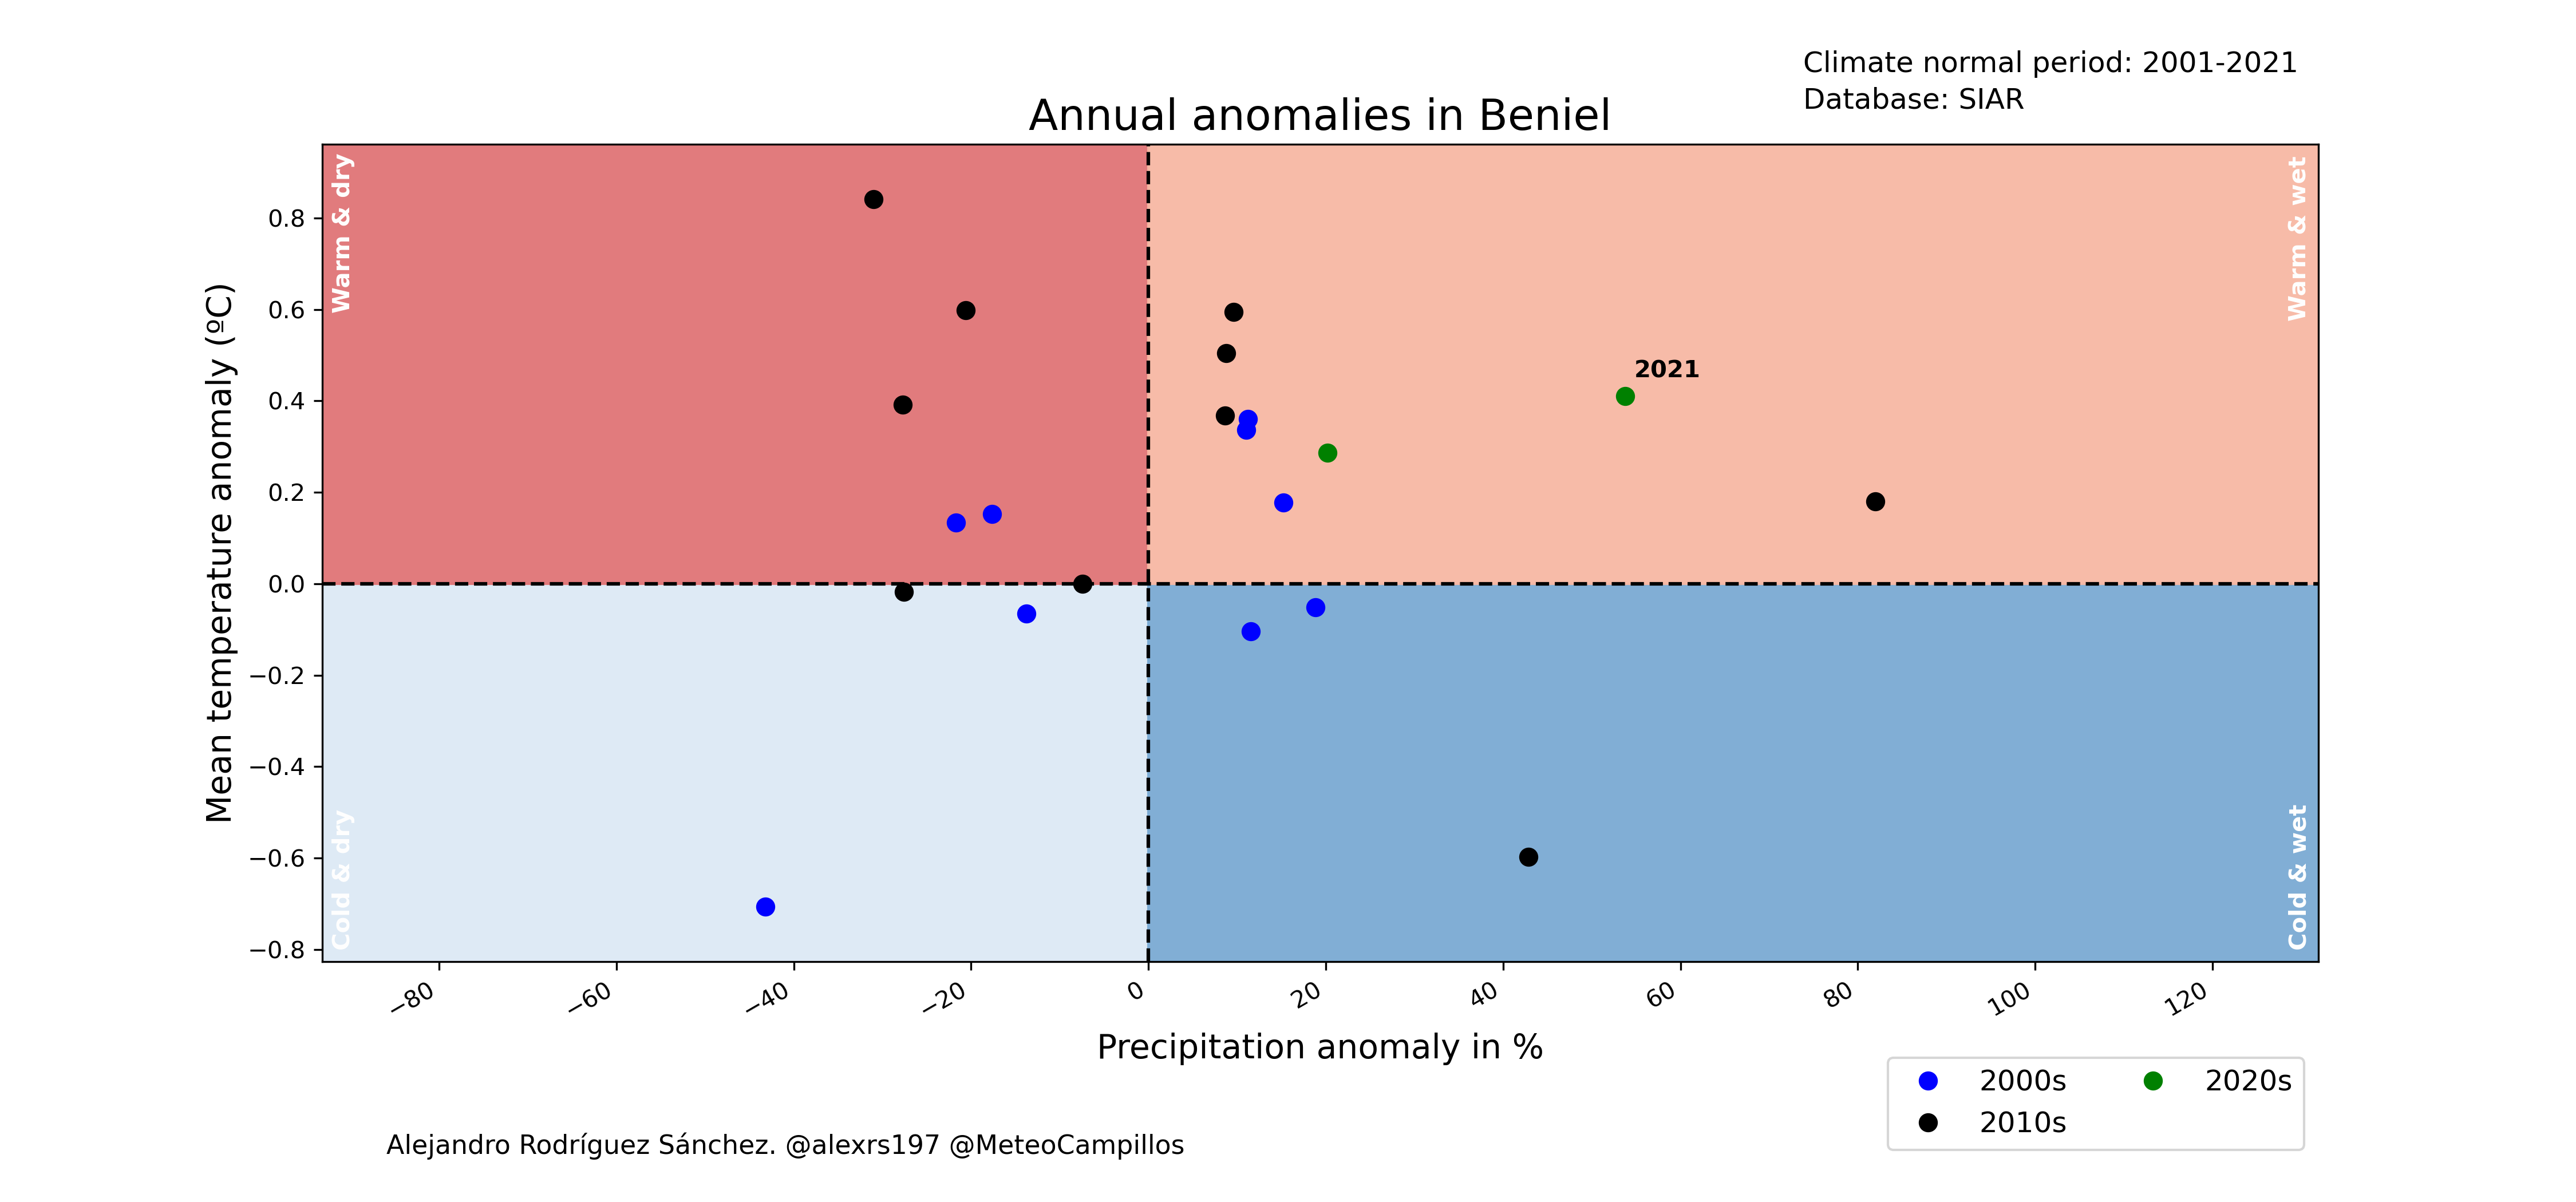 Climate normal period: 2001-2021
Database: SIAR
Annual anomalies in Beniel
Mean temperature anomaly (ºC)
0.8
0.6
0.4
0.2
0.0
−0.2
−0.4
−0.6
−0.8
Warm & dry
Warm & wet
2021
Cold & dry
Cold & wet
−80 −60 −40 −20 0 20 40 60 80 100 120
Precipitation anomaly in %
2000s 2020s
2010s
Alejandro Rodríguez Sánchez. @alexrs197 @MeteoCampillos